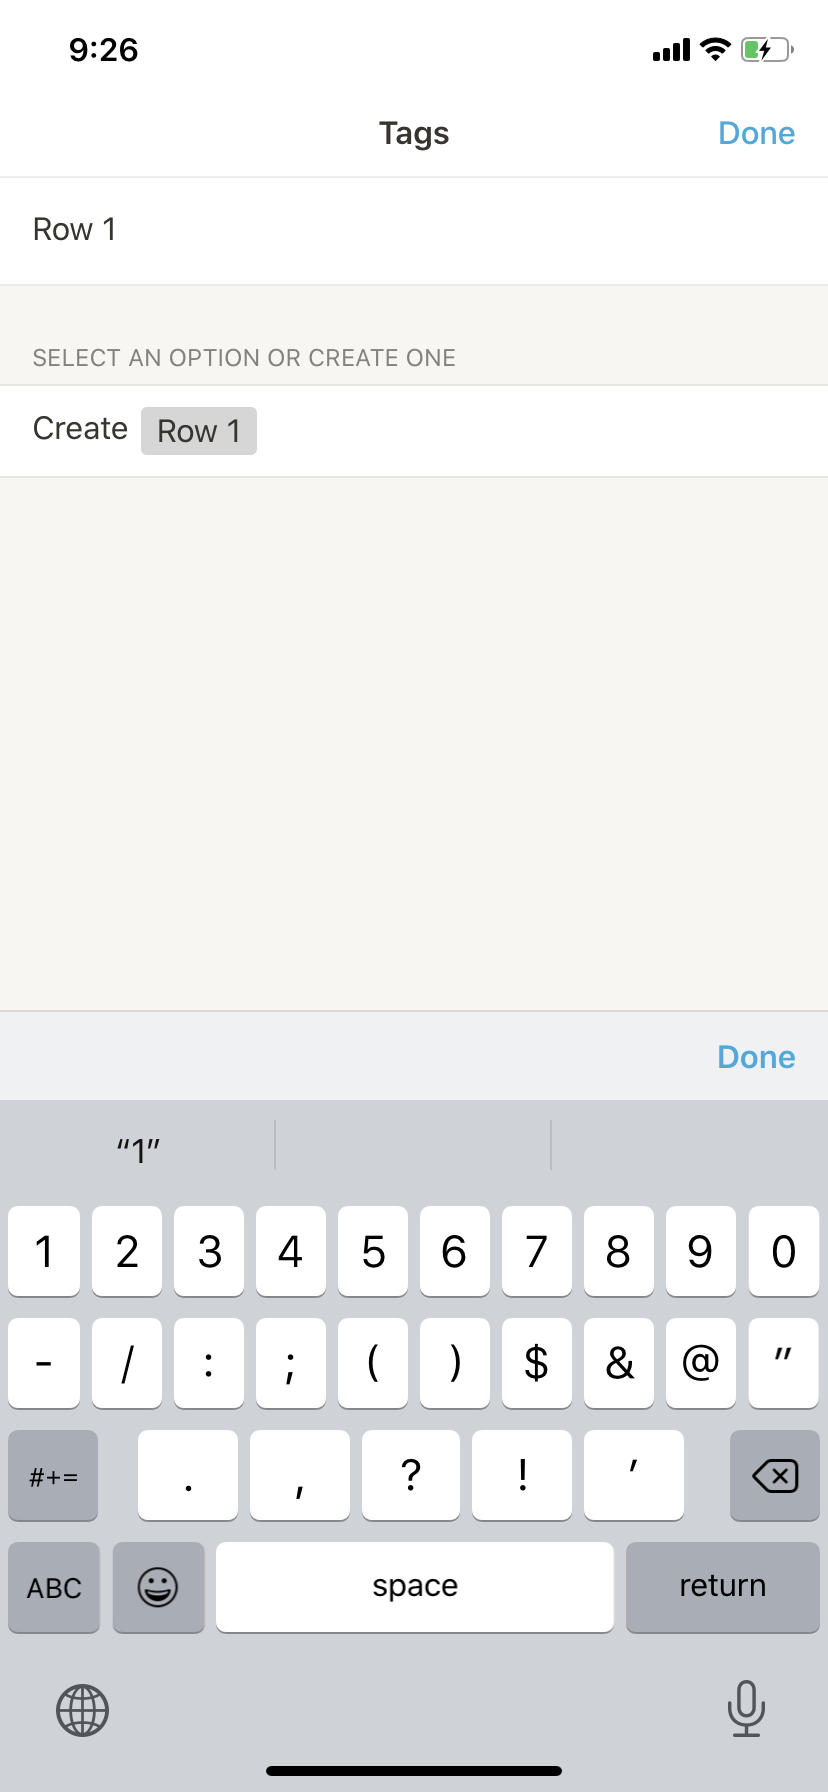 9:26
Tags
Done
Row 1
SELECT AN OPTION OR CREATE ONE
Create Row 1
Done
“1”
1 2 3 4 5 6 7 8 9 0
- / : ; ( ) $ & @ "
#+= . , ? ! '
ABC space return